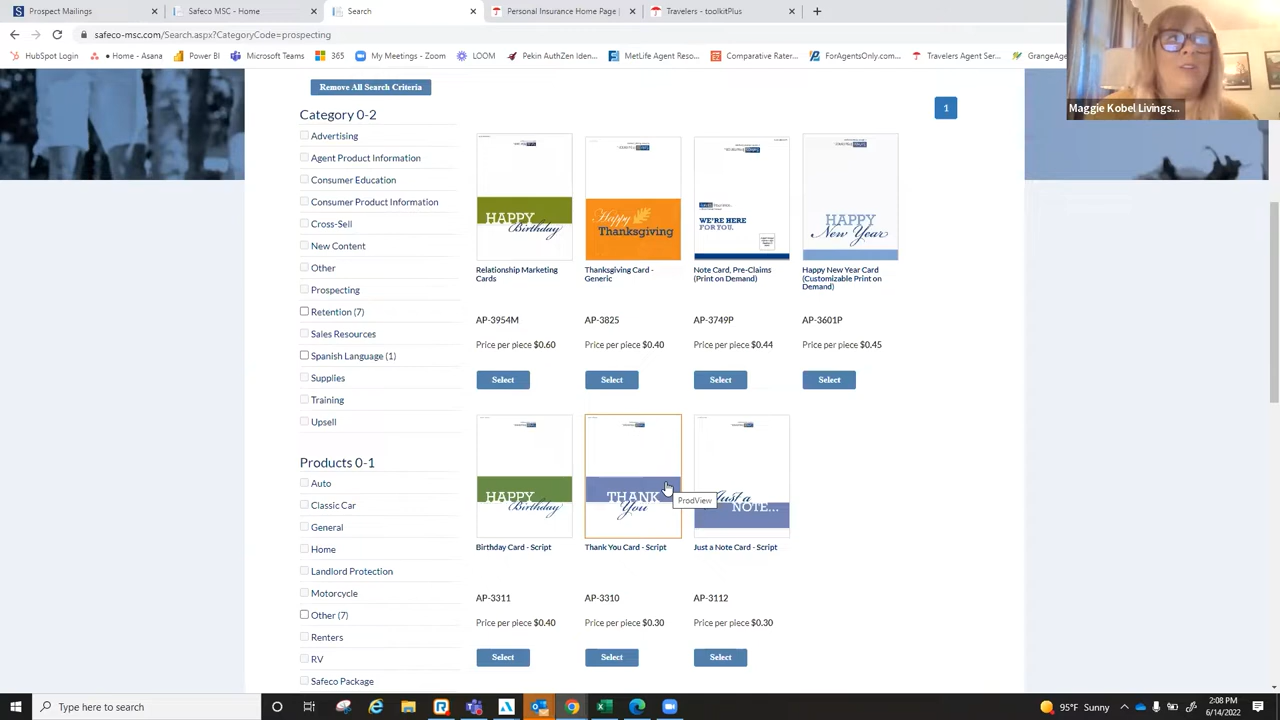 Prospect Mailings
Safeco MSC - Home
Search
Personal Insurance Home Page
Travelers - toolkitPlus
safeco-msc.com/Search.aspx?CategoryCode=prospecting
HubSpot Login
Home - Asana
Power BI
Microsoft Teams
365
My Meetings - Zoom
LOOM
Pekin AuthZen Iden...
MetLife Agent Reso...
Comparative Rater...
ForAgentsOnly.com...
Travelers Agent Ser...
GrangeAge
Maggie Kobel Livings...
Remove All Search Criteria
Category 0-2
Advertising
Agent Product Information
Consumer Education
Consumer Product Information
Cross-Sell
New Content
Other
Prospecting
Retention (7)
Sales Resources
Spanish Language (1)
Supplies
Training
Upsell
Products 0-1
Auto
Classic Car
General
Home
Landlord Protection
Motorcycle
Other (7)
Renters
RV
Safeco Package
1
HAPPY
Birthday
Happy
Thanksgiving
WE'RE HERE
FOR YOU.
HAPPY
New Year
Relationship Marketing
Cards
Thanksgiving Card -
Generic
Note Card, Pre-Claims
(Print on Demand)
Happy New Year Card
(Customizable Print on
Demand)
AP-3954M
AP-3825
AP-3749P
AP-3601P
Price per piece $0.60
Price per piece $0.40
Price per piece $0.44
Price per piece $0.45
Select
Select
Select
Select
HAPPY
Birthday
THANK
You
Just a
NOTE...
ProdView
Birthday Card - Script
Thank You Card - Script
Just a Note Card - Script
AP-3311
AP-3310
AP-3112
Price per piece $0.40
Price per piece $0.30
Price per piece $0.30
Select
Select
Select
Type here to search
95°F Sunny
2:08 PM
6/14/2022